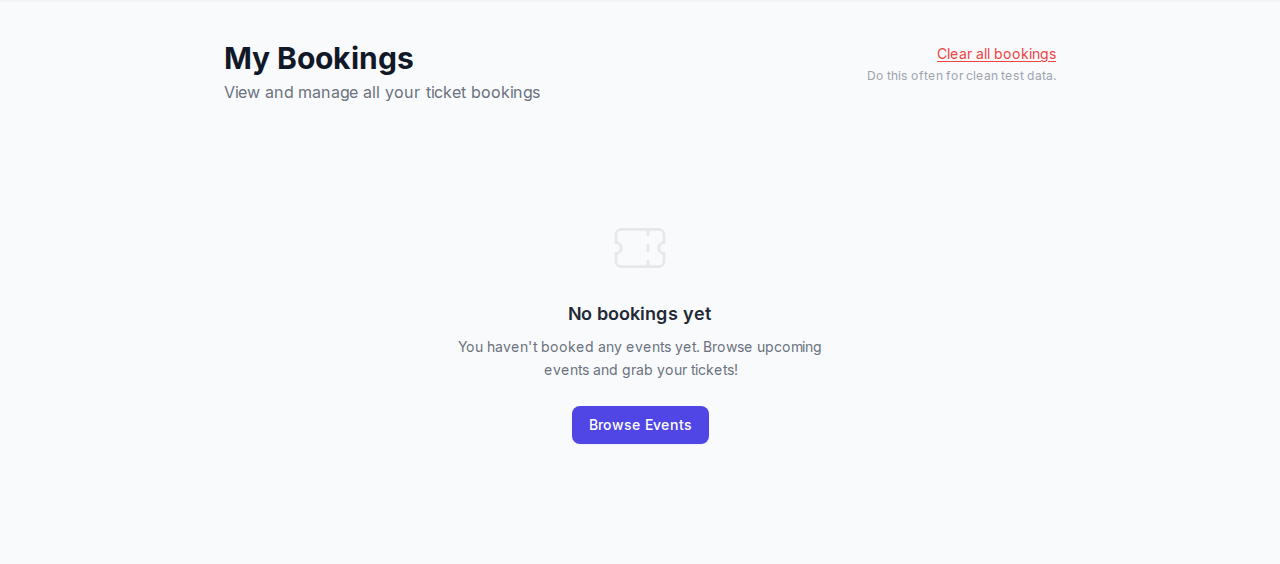 My Bookings
View and manage all your ticket bookings
Clear all bookings
Do this often for clean test data.
No bookings yet
You haven't booked any events yet. Browse upcoming
events and grab your tickets!
Browse Events